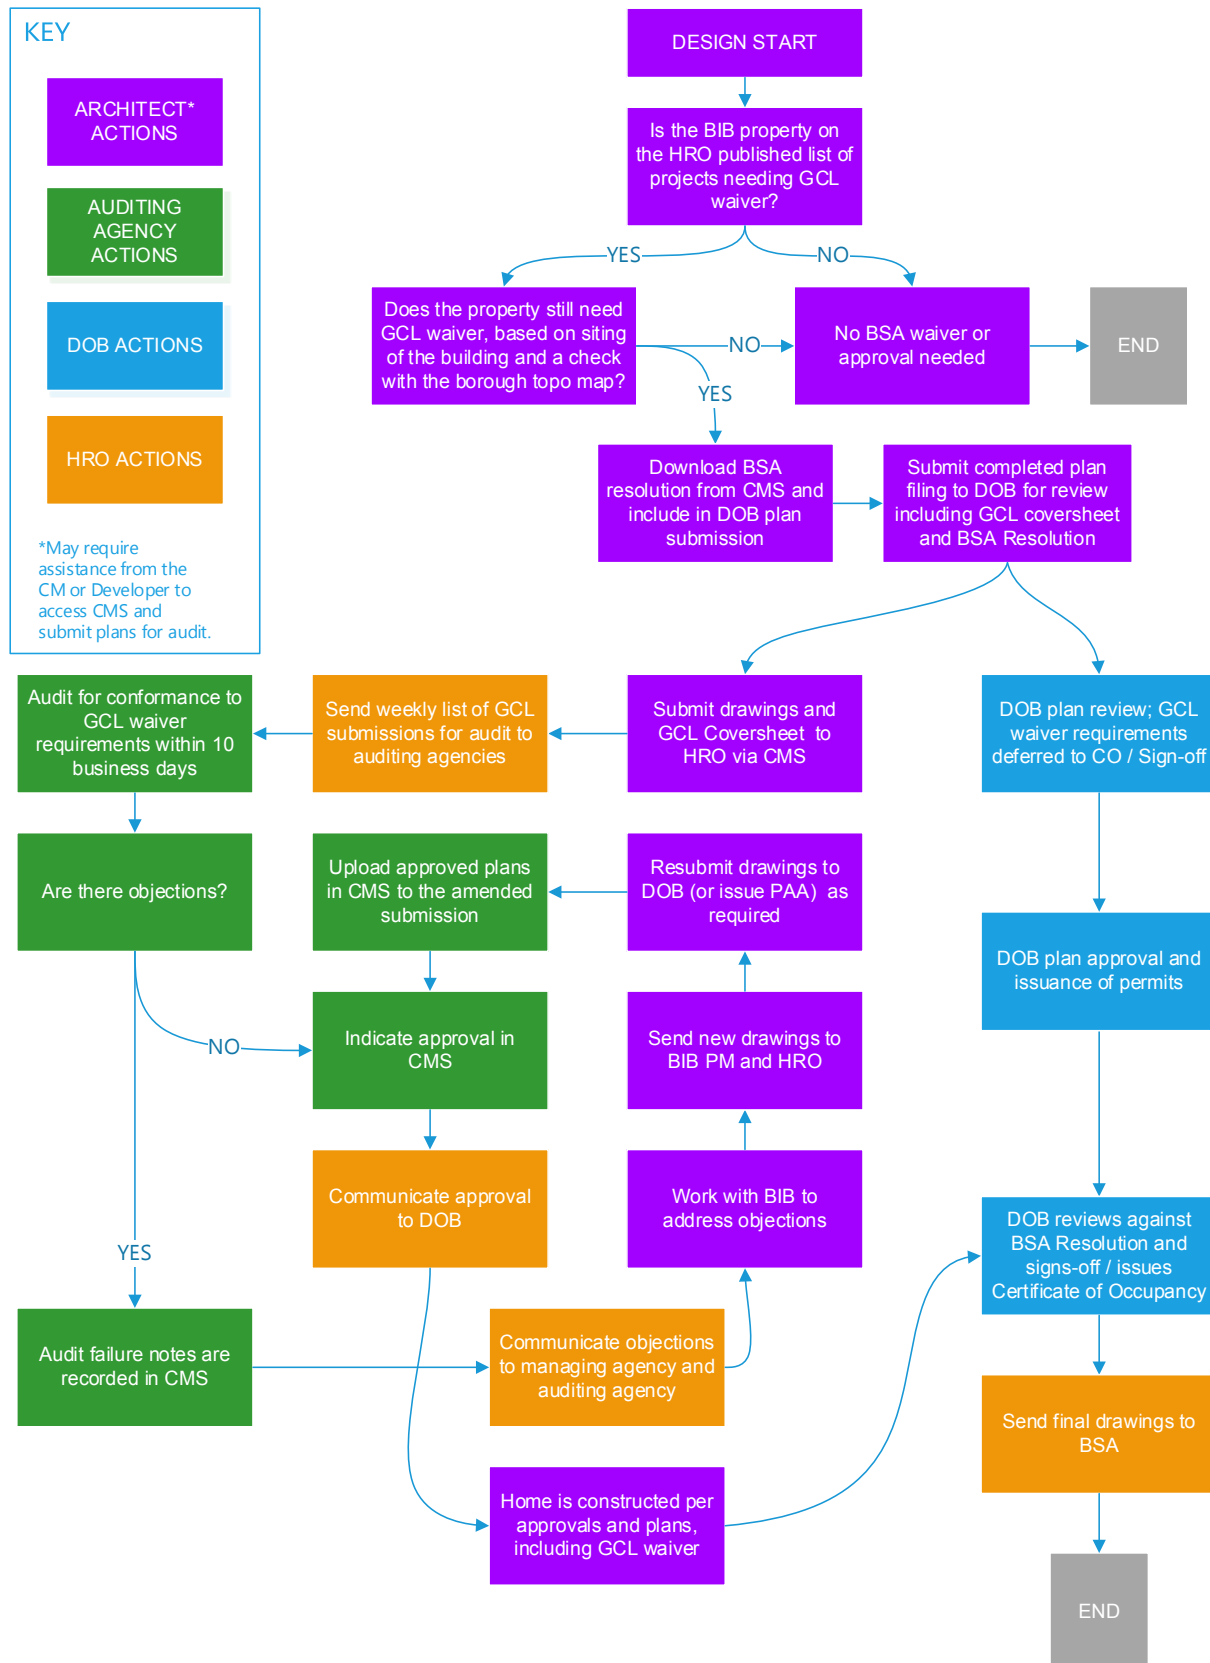 KEY
ARCHITECT*
ACTIONS
AUDITING
AGENCY
ACTIONS
DOB ACTIONS
HRO ACTIONS
*May require
assistance from the
CM or Developer to
access CMS and
submit plans for audit.
DESIGN START
Is the BIB property on
the HRO published list of
projects needing GCL
waiver?
YES
NO
Does the property still need
GCL waiver, based on siting
of the building and a check
with the borough topo map?
NO
YES
No BSA waiver or
approval needed
END
Download BSA
resolution from CMS and
include in DOB plan
submission
Submit completed plan
filing to DOB for review
including GCL coversheet
and BSA Resolution
Audit for conformance to
GCL waiver
requirements within 10
business days
Send weekly list of GCL
submissions for audit to
auditing agencies
Submit drawings and
GCL Coversheet to
HRO via CMS
DOB plan review; GCL
waiver requirements
deferred to CO / Sign-off
Are there objections?
Upload approved plans
in CMS to the amended
submission
Resubmit drawings to
DOB (or issue PAA) as
required
DOB plan approval and
issuance of permits
NO
Indicate approval in
CMS
Send new drawings to
BIB PM and HRO
Communicate approval
to DOB
Work with BIB to
address objections
DOB reviews against
BSA Resolution and
signs-off / issues
Certificate of Occupancy
YES
Audit failure notes are
recorded in CMS
Communicate objections
to managing agency and
auditing agency
Send final drawings to
BSA
Home is constructed per
approvals and plans,
including GCL waiver
END